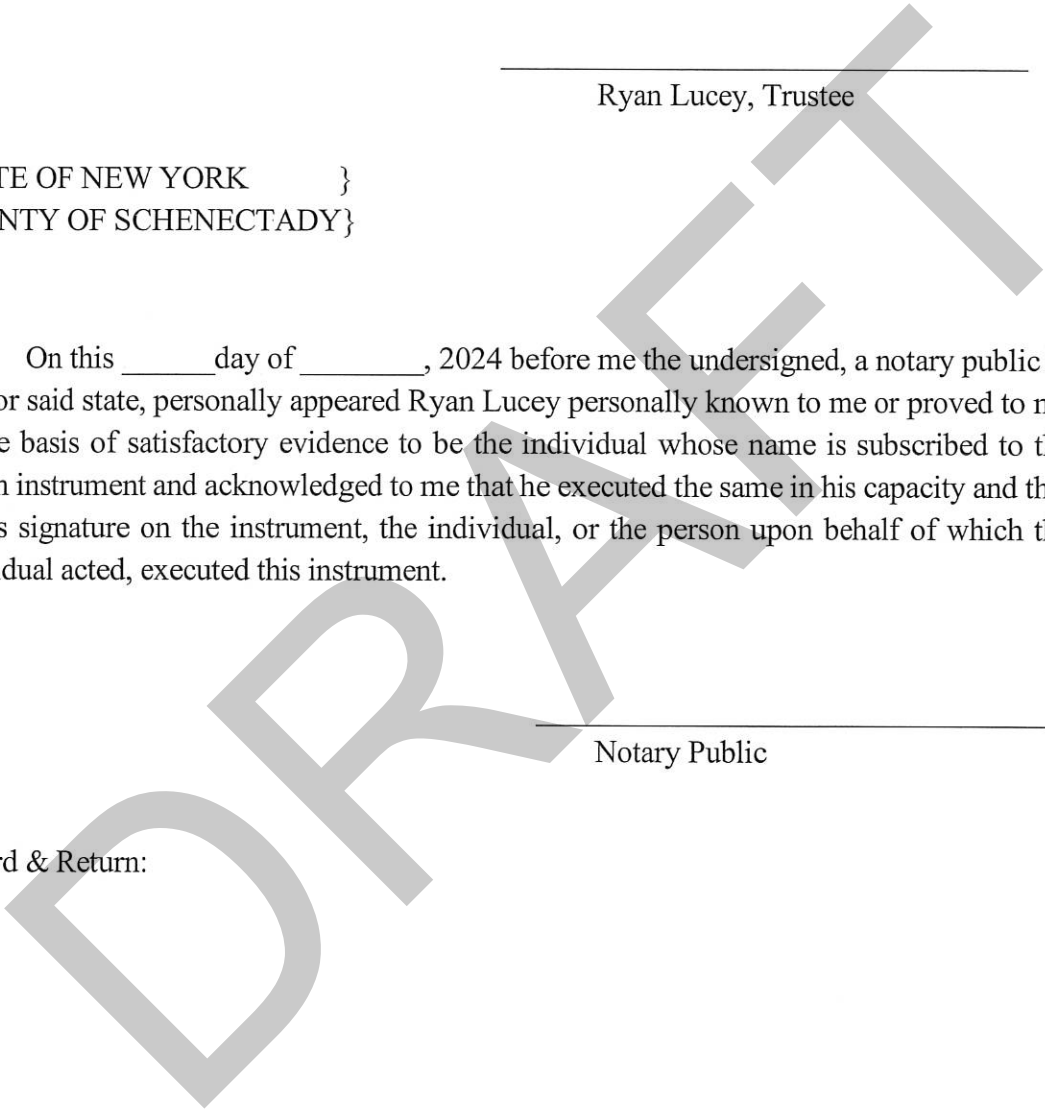 Ryan Lucey, Trustee
TE OF NEW YORK }
NTY OF SCHENECTADY}
On this ______day of ________, 2024 before me the undersigned, a notary public
or said state, personally appeared Ryan Lucey personally known to me or proved to
e basis of satisfactory evidence to be the individual whose name is subscribed to
n instrument and acknowledged to me that he executed the same in his capacity and
s signature on the instrument, the individual, or the person upon behalf of which
dual acted, executed this instrument.
Notary Public
rd & Return:
DRAFT